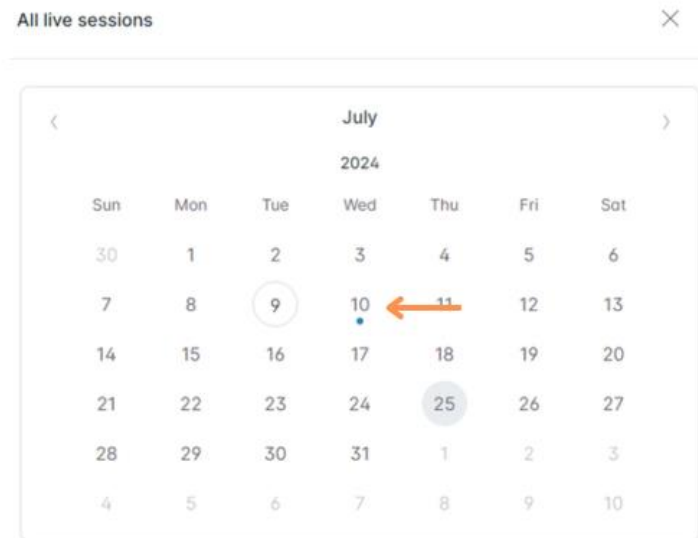 All live sessions
July
2024
Sun Mon Tue Wed Thu Fri Sat
30 1 2 3 4 5 6
7 8 9 10 11 12 13
14 15 16 17 18 19 20
21 22 23 24 25 26 27
28 29 30 31 1 2 3
4 5 6 7 8 9 10